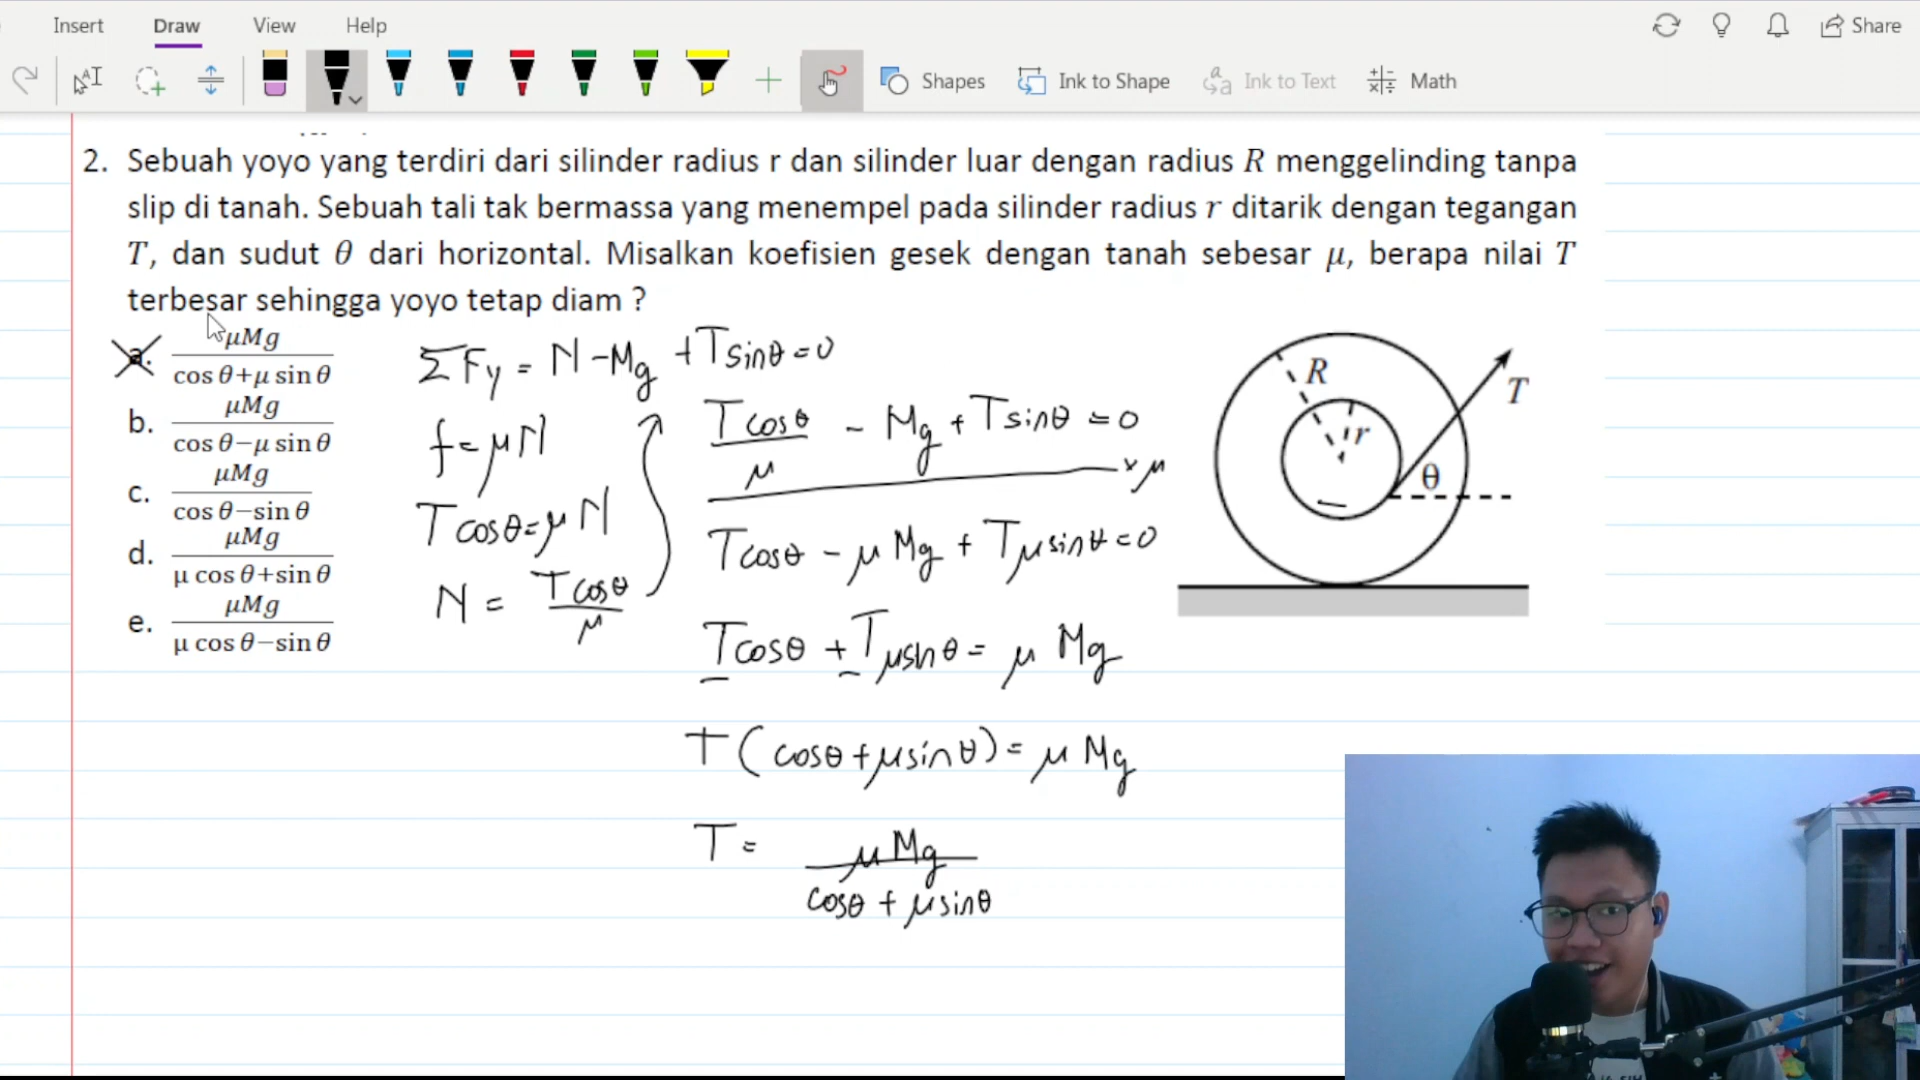 Insert Draw View Help Share
Shapes Ink to Shape Ink to Text Math
2. Sebuah yoyo yang terdiri dari silinder radius r dan silinder luar dengan radius R menggelinding tanpa
slip di tanah. Sebuah tali tak bermassa yang menempel pada silinder radius r ditarik dengan tegangan
T, dan sudut θ dari horizontal. Misalkan koefisien gesek dengan tanah sebesar μ, berapa nilai T
terbesar sehingga yoyo tetap diam ?
a. μMg / cos θ+μ sin θ
b. μMg / cos θ−μ sin θ
c. μMg / cos θ−sin θ
d. μMg / μ cos θ+sin θ
e. μMg / μ cos θ−sin θ
ΣFy = N - Mg + T sinθ = 0
f = μN
T cosθ = μ N
N = T cosθ / μ
T cosθ / μ - Mg + T sinθ = 0
× μ
T cosθ - μ Mg + T μ sinθ = 0
T cosθ + T μ sinθ = μ Mg
T (cosθ + μ sinθ) = μ Mg
T = μ Mg / cosθ + μ sinθ
R
r
T
θ